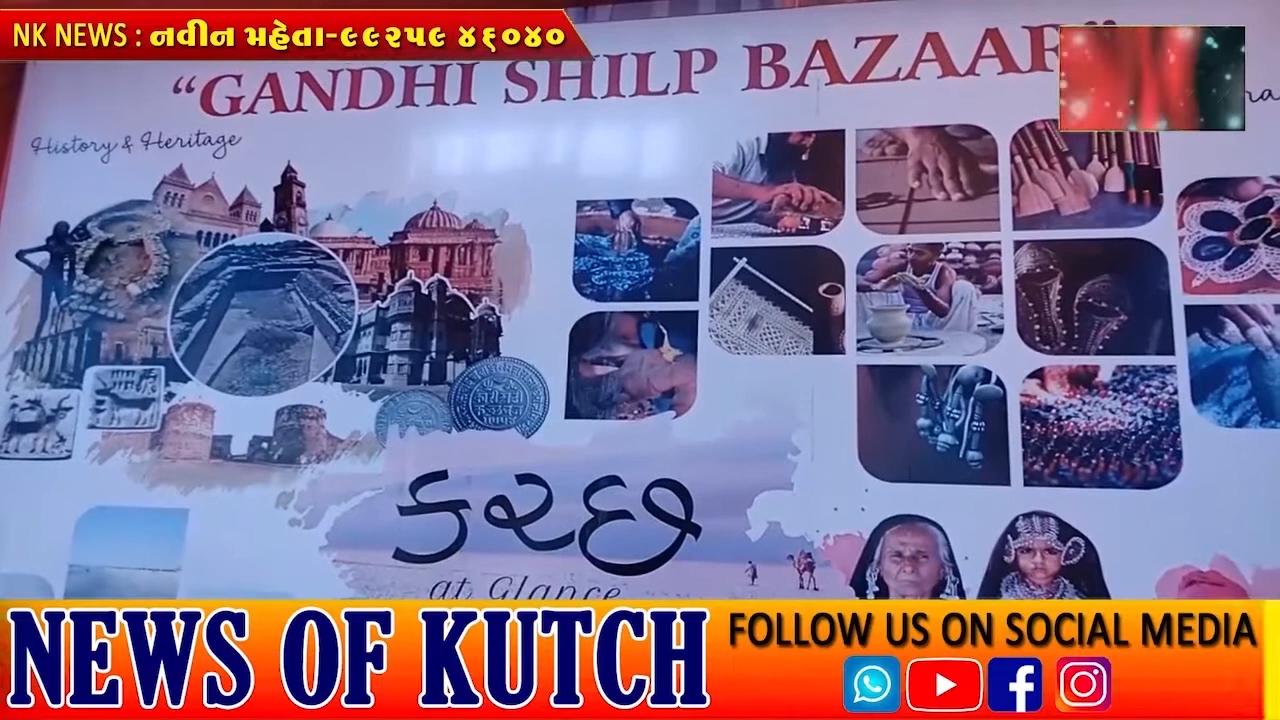 NK NEWS : નવીન મહેતા-૯૯૨૫૯ ૪૬૦૪૦
“GANDHI SHILP BAZAAR”
History & Heritage
કચ્છ
at Glance
NEWS OF KUTCH
FOLLOW US ON SOCIAL MEDIA